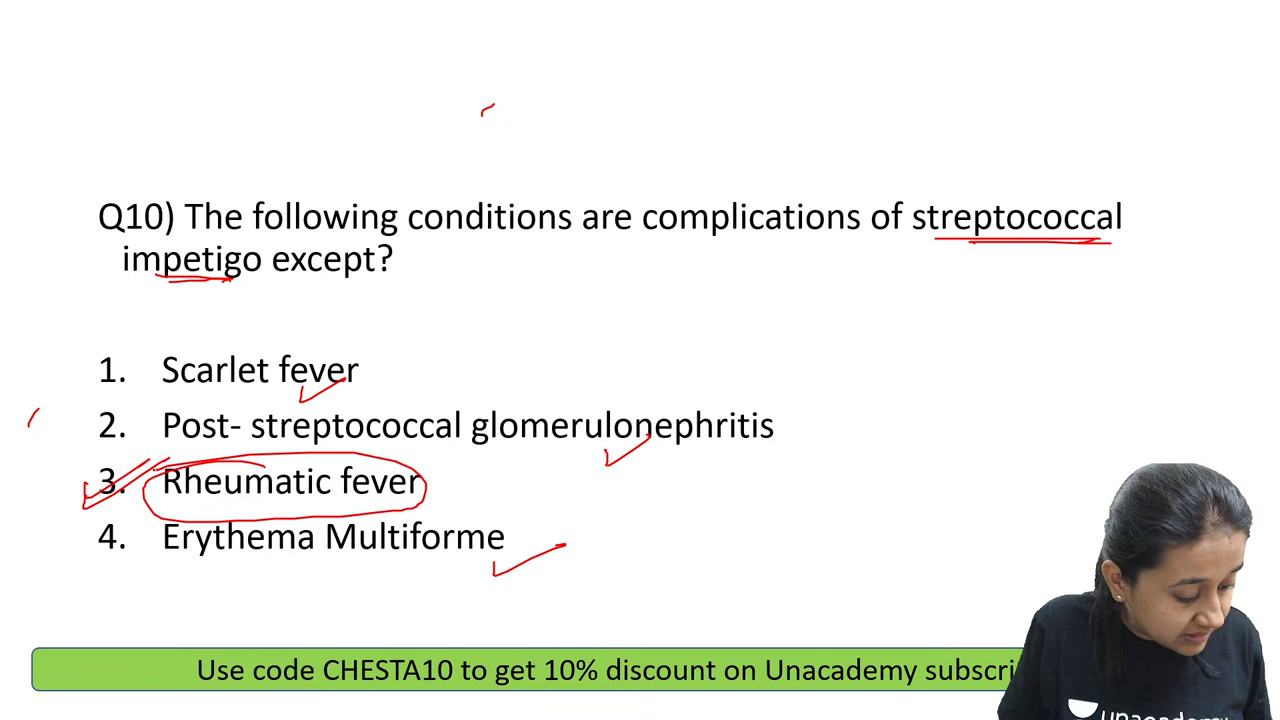 Q10) The following conditions are complications of streptococcal
impetigo except?
1. Scarlet fever
2. Post- streptococcal glomerulonephritis
3. Rheumatic fever
4. Erythema Multiforme
Use code CHESTA10 to get 10% discount on Unacademy